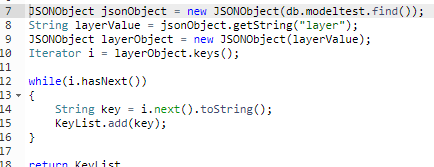 7 JSONObject jsonObject = new JSONObject(db.modeltest.find());
8 String layerValue = jsonObject.getString("layer");
9 JSONObject layerObject = new JSONObject(layerValue);
10 Iterator i = layerObject.keys();
11
12 while(i.hasNext())
13 {
14 String key = i.next().toString();
15 KeyList.add(key);
16 }
17
18 return KeyList